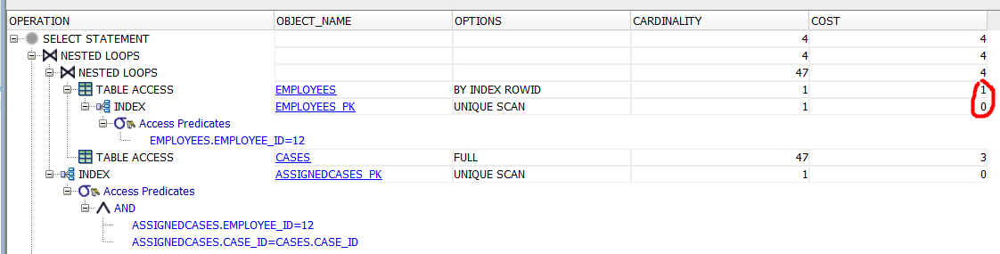 OPERATION OBJECT_NAME OPTIONS CARDINALITY COST
SELECT STATEMENT 4 4
NESTED LOOPS 4 4
NESTED LOOPS 47 4
TABLE ACCESS EMPLOYEES BY INDEX ROWID 1 1
INDEX EMPLOYEES_PK UNIQUE SCAN 1 0
Access Predicates
EMPLOYEES.EMPLOYEE_ID=12
TABLE ACCESS CASES FULL 47 3
INDEX ASSIGNEDCASES_PK UNIQUE SCAN 1 0
Access Predicates
AND
ASSIGNEDCASES.EMPLOYEE_ID=12
ASSIGNEDCASES.CASE_ID=CASES.CASE_ID